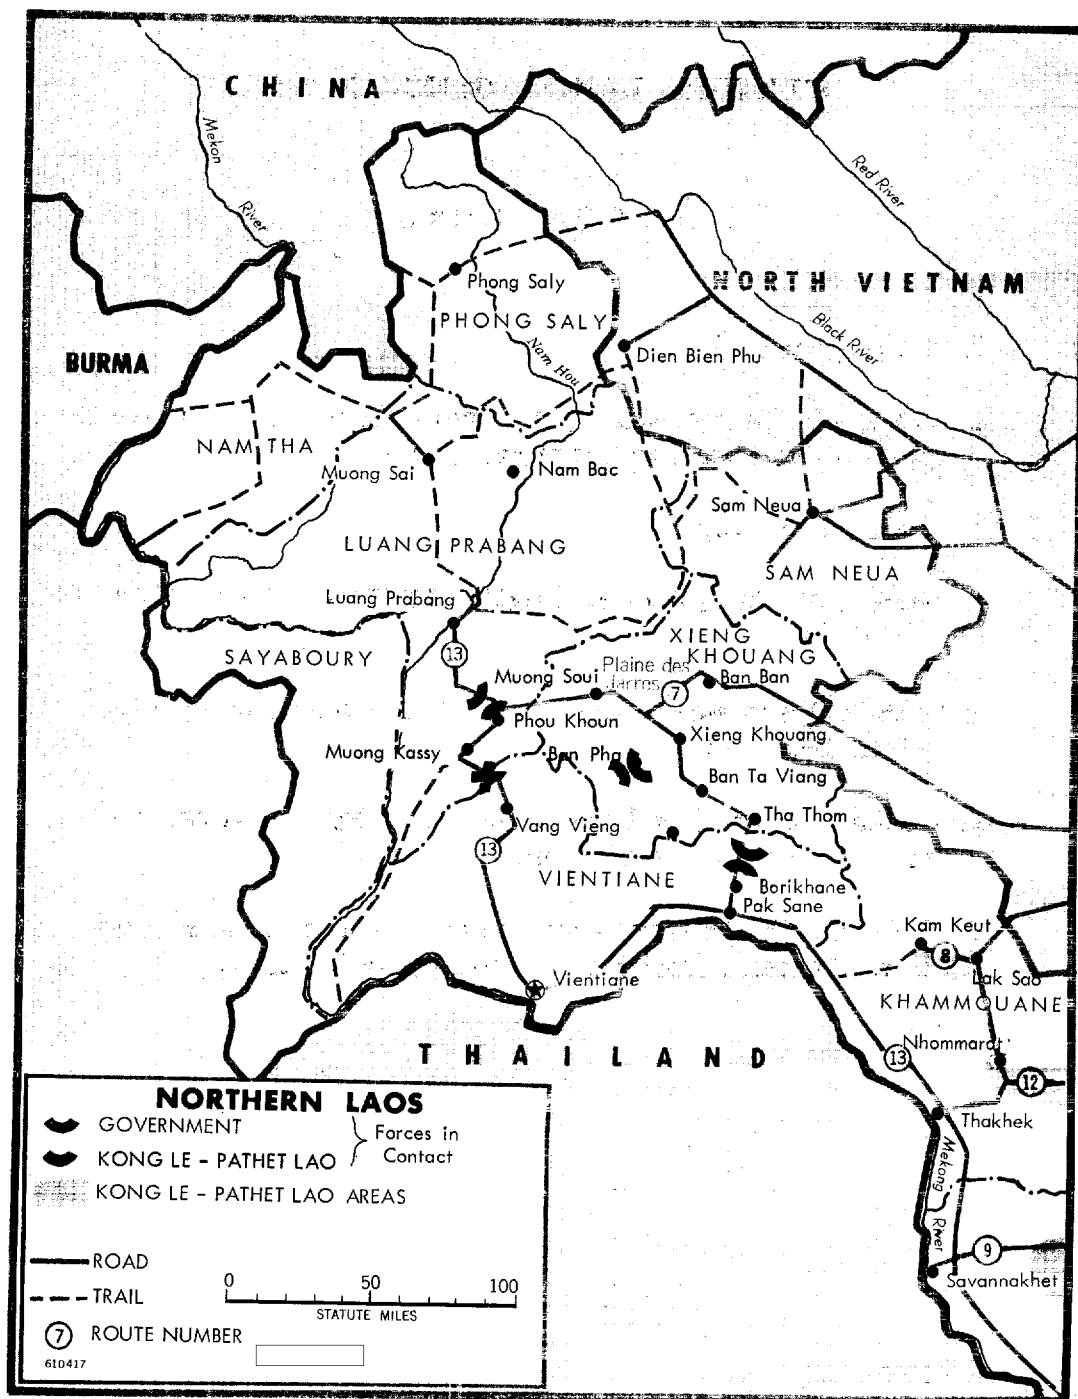 CHINA
Mekon
River
Red River
Phong Saly
NORTH VIETNAM
PHONG SALY
Nam Hou
Black River
BURMA
Dien Bien Phu
NAM THA
Muong Sai
Nam Bac
Sam Neua
LUANG PRABANG
SAM NEUA
Luang Prabang
XIENG
KHOUANG
SAYABOURY
13
Muong Soui
Plaine des
Jarres
7
Ban Ban
Phou Khoun
Xieng Khouang
Muong Kassy
Ban Pha
Ban Ta Viang
Tha Thom
Vang Vieng
13
VIENTIANE
Borikhane
Pak Sane
Kam Keut
8
Lak Sao
Vientiane
KHAMMOUANE
THAILAND
13
Nhommarat
12
Thakhek
Mekong
River
9
Savannakhet
NORTHERN LAOS
GOVERNMENT
KONG LE - PATHET LAO
Forces in
Contact
KONG LE - PATHET LAO AREAS
ROAD
TRAIL
0 50 100
STATUTE MILES
7 ROUTE NUMBER
610417